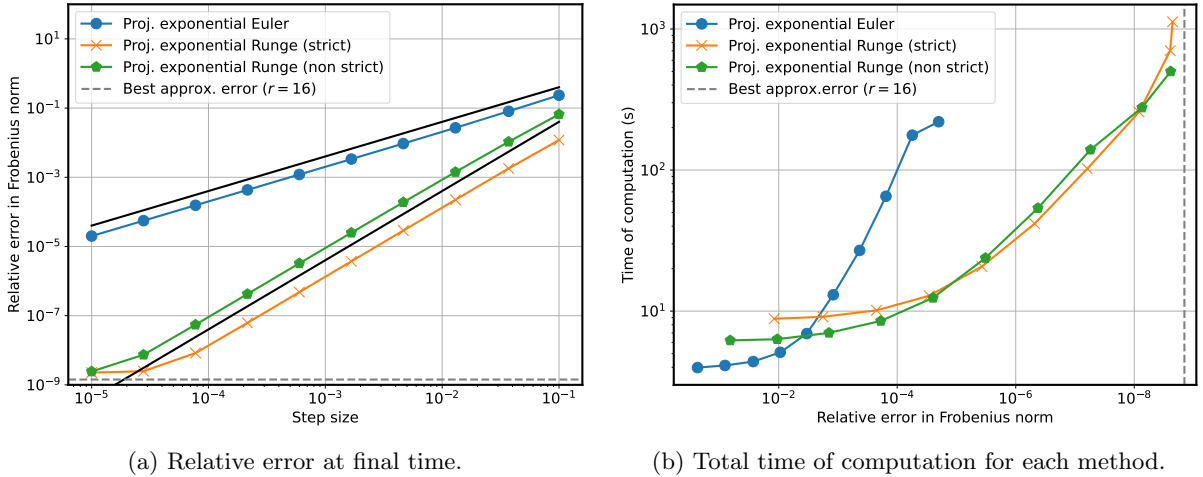 Proj. exponential Euler
Proj. exponential Runge (strict)
Proj. exponential Runge (non strict)
Best approx. error (r = 16)
10^1
10^−1
10^−3
10^−5
10^−7
10^−9
Relative error in Frobenius norm
10^−5
10^−4
10^−3
10^−2
10^−1
Step size
(a) Relative error at final time.
Proj. exponential Euler
Proj. exponential Runge (strict)
Proj. exponential Runge (non strict)
Best approx.error (r = 16)
10^3
10^2
10^1
Time of computation (s)
10^−2
10^−4
10^−6
10^−8
Relative error in Frobenius norm
(b) Total time of computation for each method.